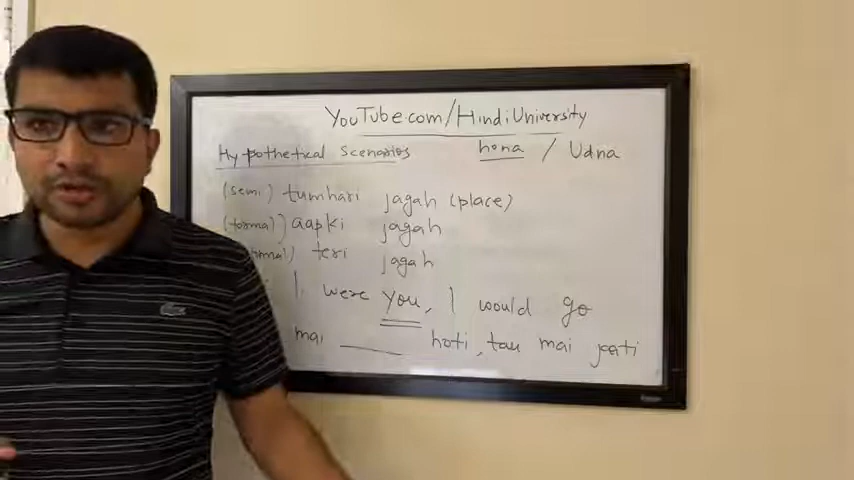 YouTube.com/HindiUniversity
Hypothetical Scenarios hona / Udna
(semi) tumhari jagah (place)
(formal) aapki jagah
teri jagah
I were you, I would go
mai ______ hoti, tau mai jaati